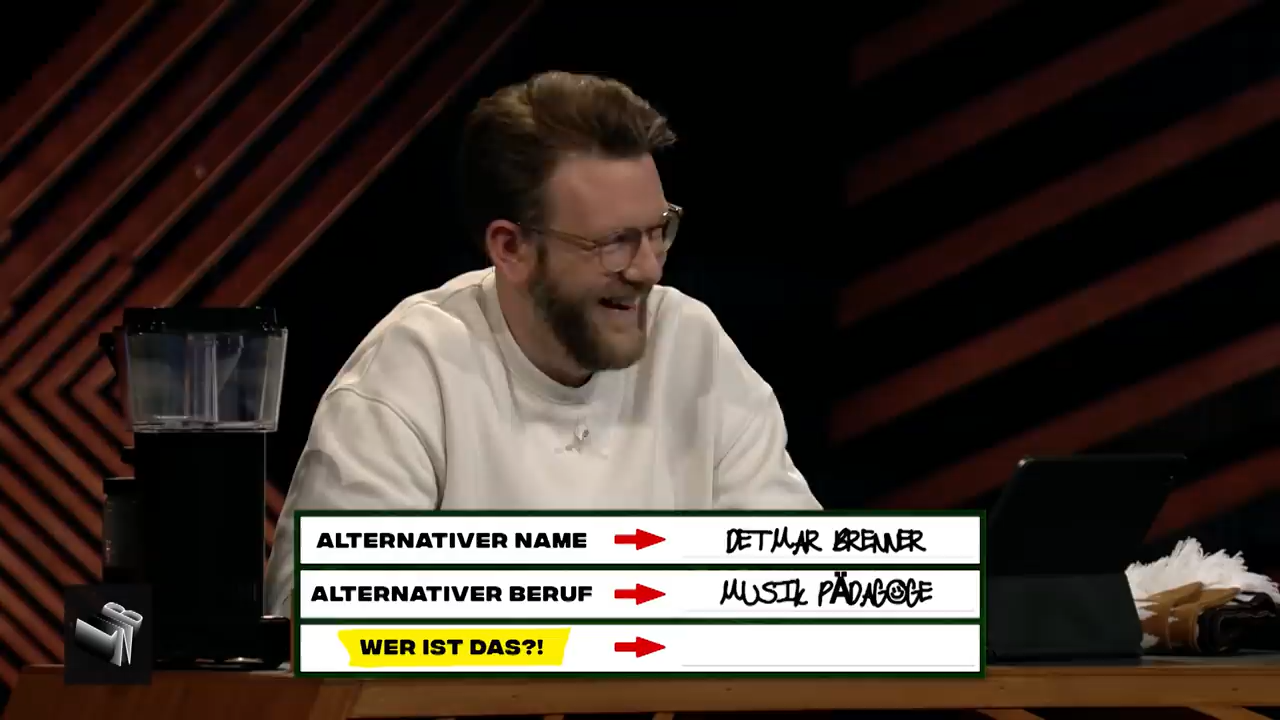 ALTERNATIVER NAME → DETMAR BRENNER
ALTERNATIVER BERUF → MUSIK PÄDAGOGE
WER IST DAS?! →